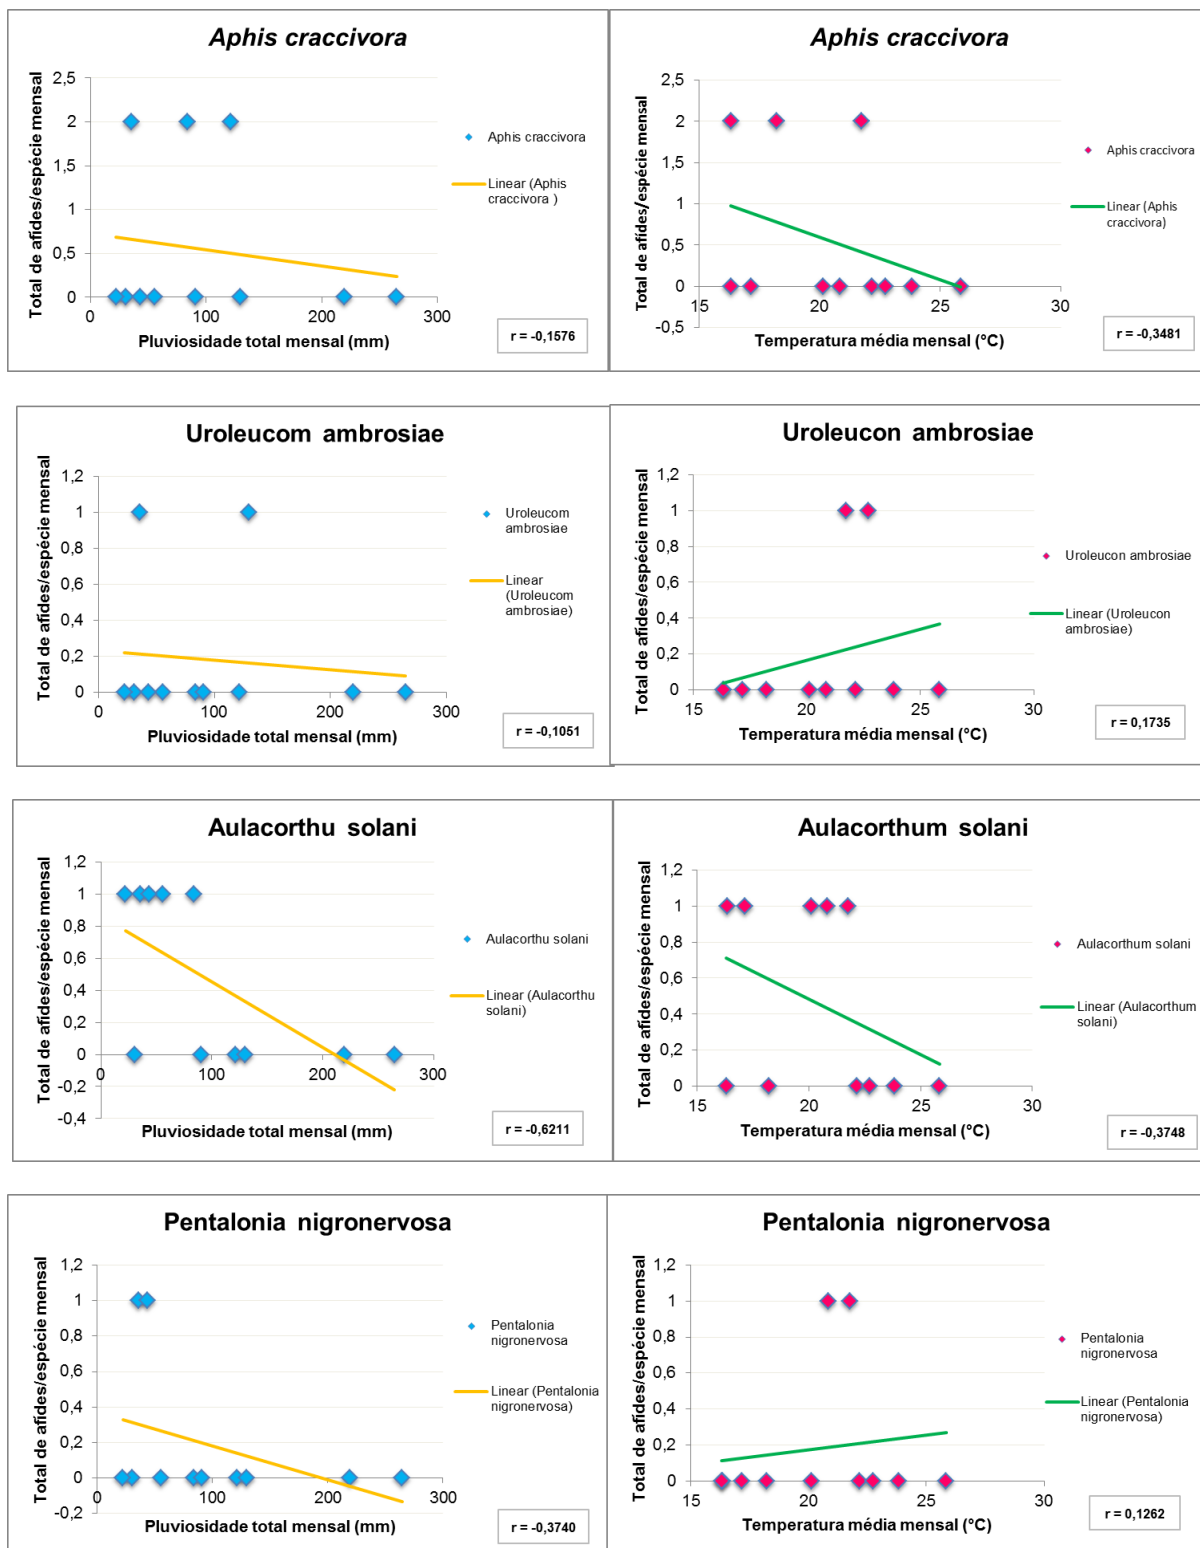 Aphis craccivora
Total de afides/espécie mensal
2,5
2
1,5
1
0,5
0
0
100
200
300
Pluviosidade total mensal (mm)
Aphis craccivora
Linear (Aphis
craccivora )
r = -0,1576
Aphis craccivora
Total de afides/espécie mensal
2,5
2
1,5
1
0,5
0
-0,5
15
20
25
30
Temperatura média mensal (°C)
Aphis craccivora
Linear (Aphis
craccivora)
r = -0,3481
Uroleucom ambrosiae
Total de afides/espécie mensal
1,2
1
0,8
0,6
0,4
0,2
0
0
100
200
300
Pluviosidade total mensal (mm)
Uroleucom
ambrosiae
Linear
(Uroleucom
ambrosiae)
r = -0,1051
Uroleucon ambrosiae
Total de afides/espécie mensal
1,2
1
0,8
0,6
0,4
0,2
0
15
20
25
30
Temperatura média mensal (°C)
Uroleucon ambrosiae
Linear (Uroleucon
ambrosiae)
r = 0,1735
Aulacorthu solani
Total de afides/espécie mensal
1,2
1
0,8
0,6
0,4
0,2
0
-0,2
-0,4
0
100
200
300
Pluviosidade total mensal (mm)
Aulacorthu solani
Linear (Aulacorthu
solani)
r = -0,6211
Aulacorthum solani
Total de afides/espécie mensal
1,2
1
0,8
0,6
0,4
0,2
0
15
20
25
30
Temperatura média mensal (°C)
Aulacorthum solani
Linear (Aulacorthum
solani)
r = -0,3748
Pentalonia nigronervosa
Total de afides/espécie mensal
1,2
1
0,8
0,6
0,4
0,2
0
-0,2
0
100
200
300
Pluviosidade total mensal (mm)
Pentalonia
nigronervosa
Linear (Pentalonia
nigronervosa)
r = -0,3740
Pentalonia nigronervosa
Total de afides/espécie mensal
1,2
1
0,8
0,6
0,4
0,2
0
15
20
25
30
Temperatura média mensal (°C)
Pentalonia
nigronervosa
Linear (Pentalonia
nigronervosa)
r = 0,1262